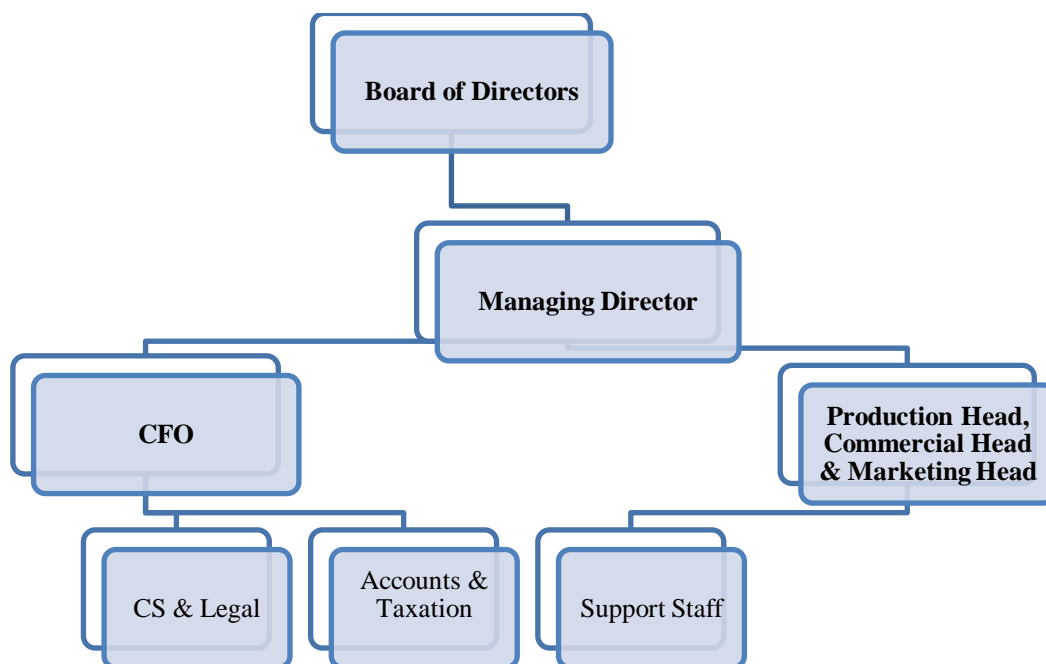 Board of Directors
Managing Director
CFO
Production Head,
Commercial Head
& Marketing Head
CS & Legal
Accounts &
Taxation
Support Staff